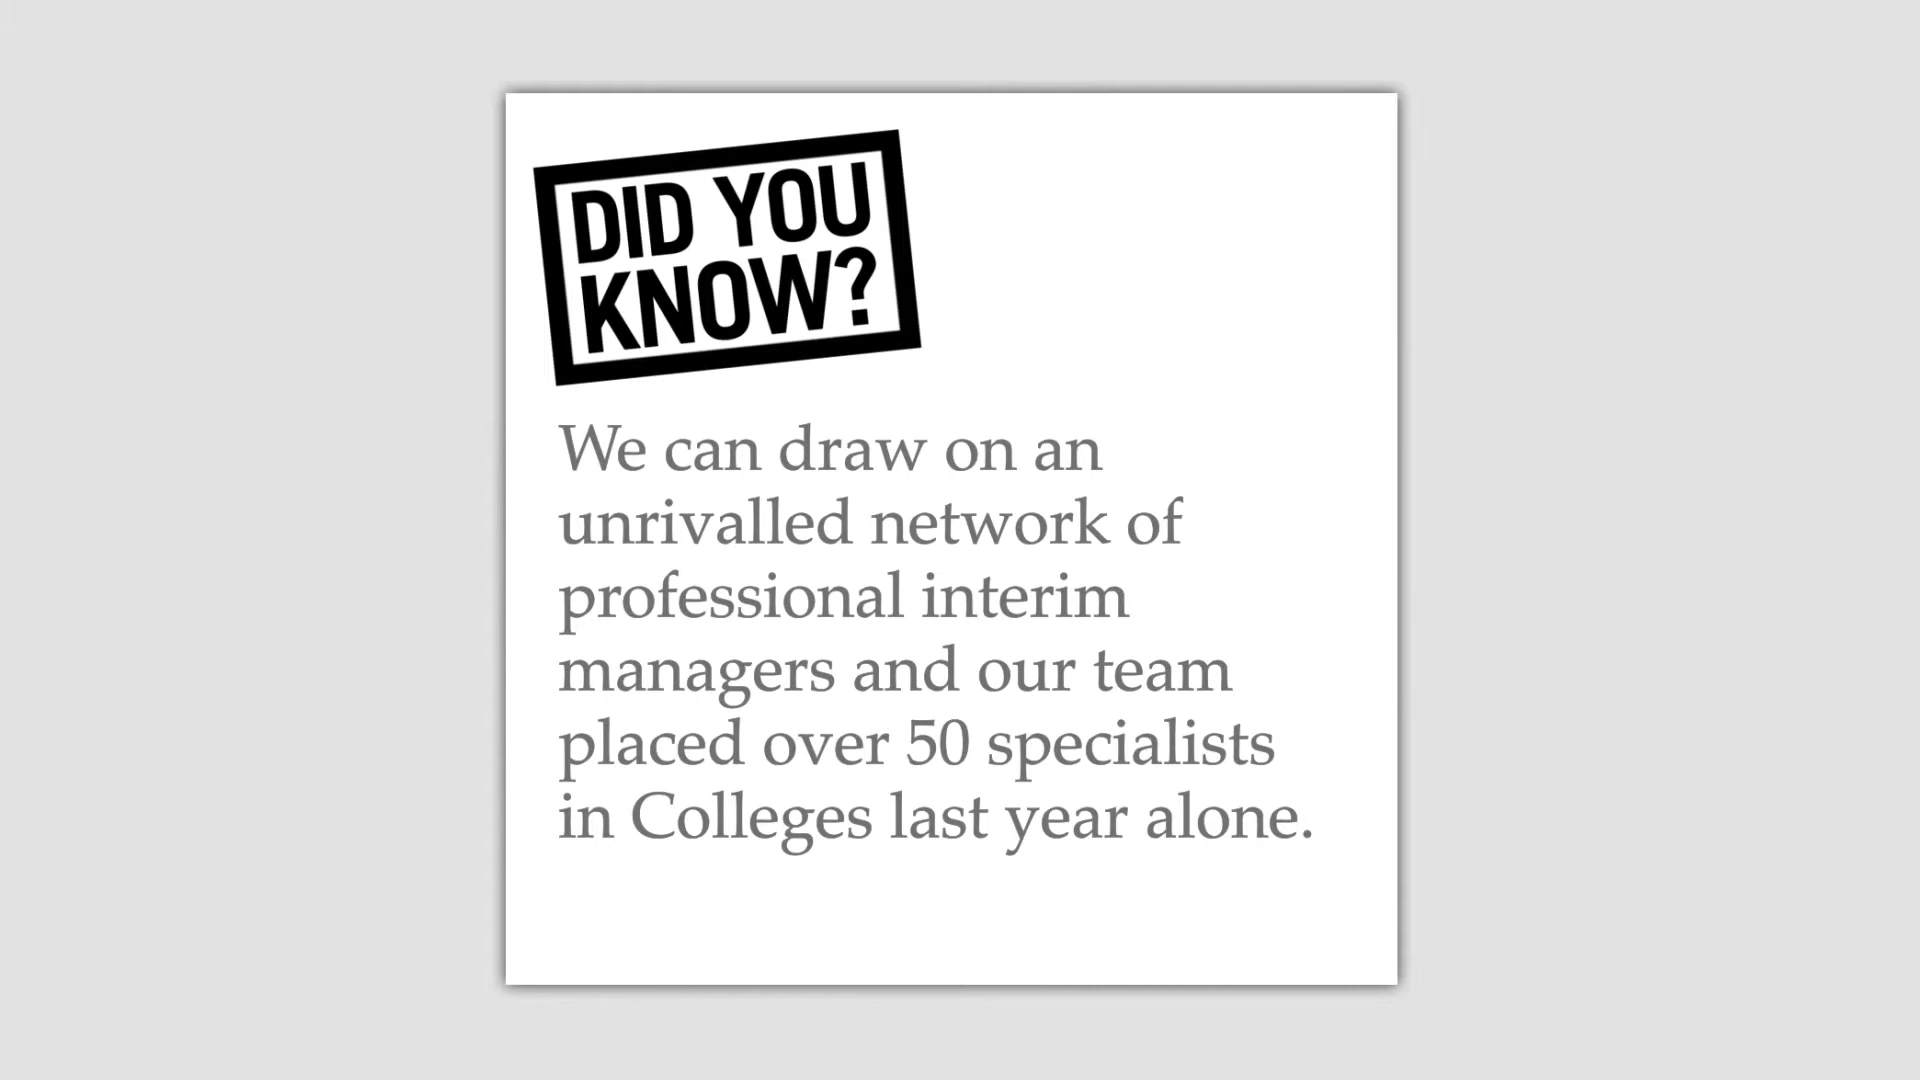 DID YOU
KNOW?
We can draw on an
unrivalled network of
professional interim
managers and our team
placed over 50 specialists
in Colleges last year alone.